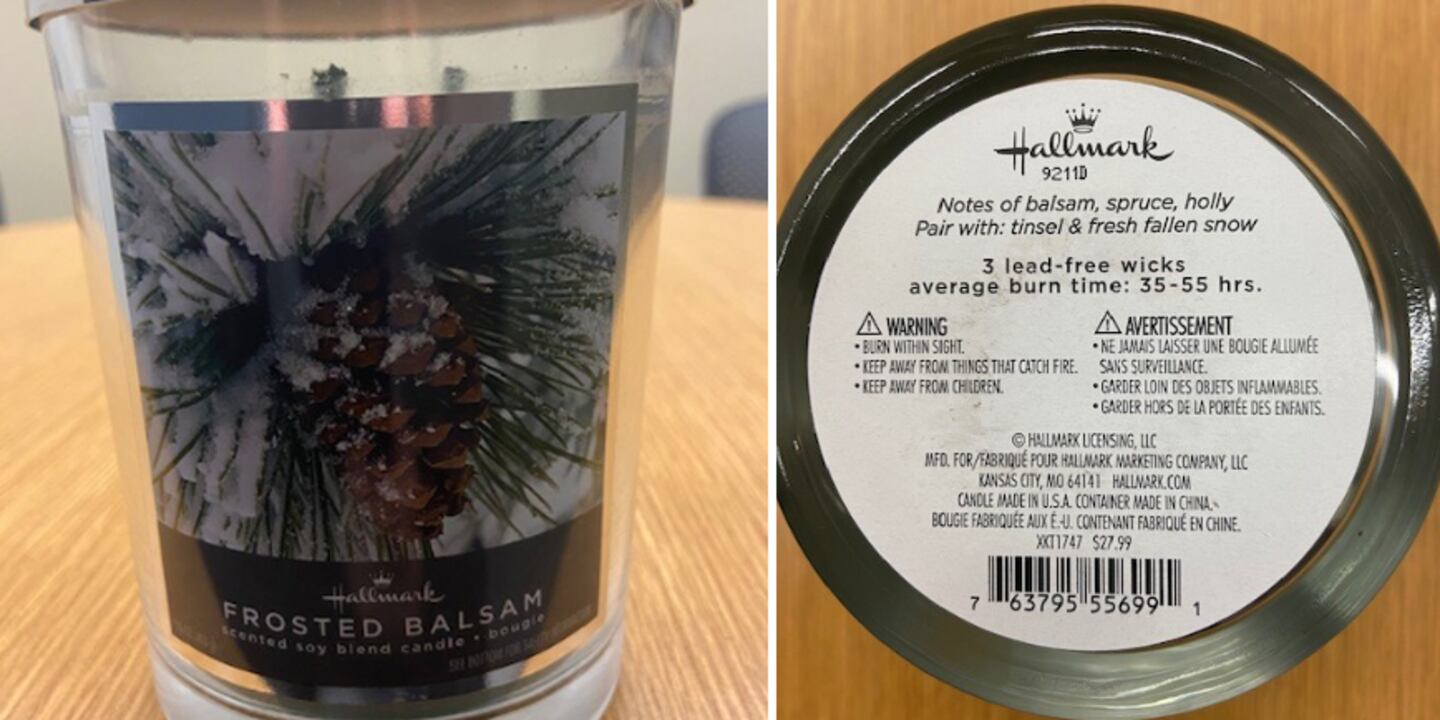 Hallmark
FROSTED BALSAM
scented soy blend candle • bougie
SEE BOTTOM FOR
Hallmark
9211D
Notes of balsam, spruce, holly
Pair with: tinsel & fresh fallen snow
3 lead-free wicks
average burn time: 35-55 hrs.
⚠ WARNING
• BURN WITHIN SIGHT.
• KEEP AWAY FROM THINGS THAT CATCH FIRE.
• KEEP AWAY FROM CHILDREN.
⚠ AVERTISSEMENT
• NE JAMAIS LAISSER UNE BOUGIE ALLUMÉE
SANS SURVEILLANCE.
• GARDER LOIN DES OBJETS INFLAMMABLES.
• GARDER HORS DE LA PORTÉE DES ENFANTS.
© HALLMARK LICENSING, LLC
MFD. FOR/FABRIQUÉ POUR HALLMARK MARKETING COMPANY, LLC
KANSAS CITY, MO 64141 HALLMARK.COM
CANDLE MADE IN U.S.A. CONTAINER MADE IN CHINA.
BOUGIE FABRIQUÉE AUX É.-U. CONTENANT FABRIQUÉ EN CHINE.
XKT1747 $27.99
7 63795 55699 1